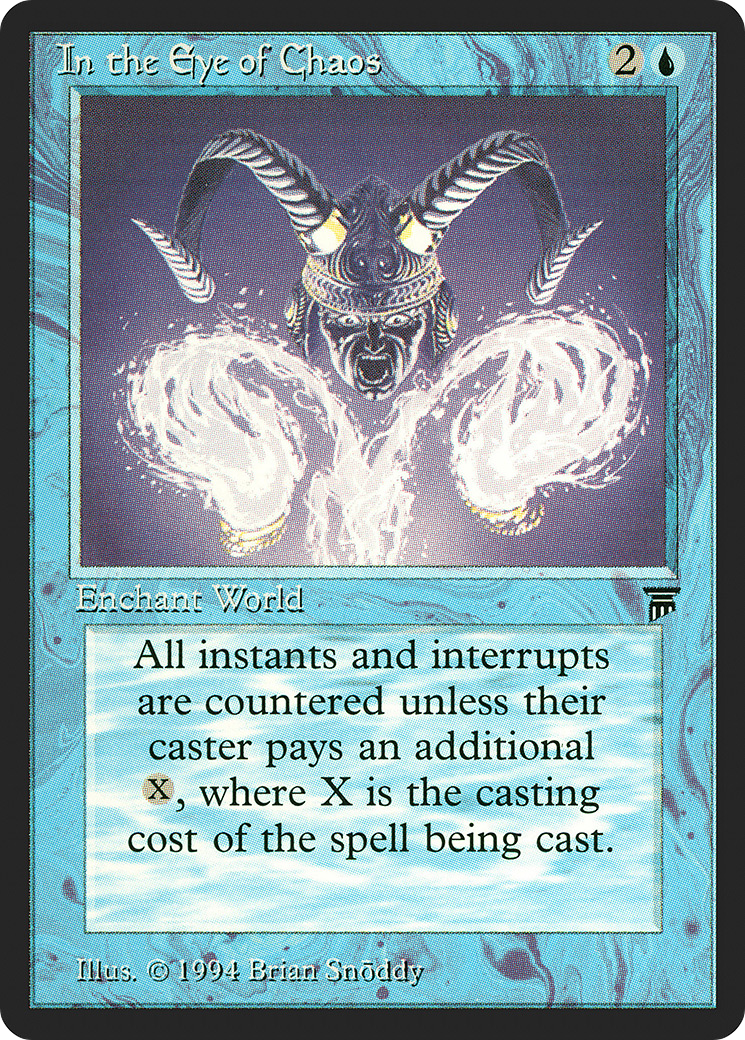 In the Eye of Chaos 2
Enchant World
All instants and interrupts
are countered unless their
caster pays an additional
X, where X is the casting
cost of the spell being cast.
Illus. © 1994 Brian Snōddy